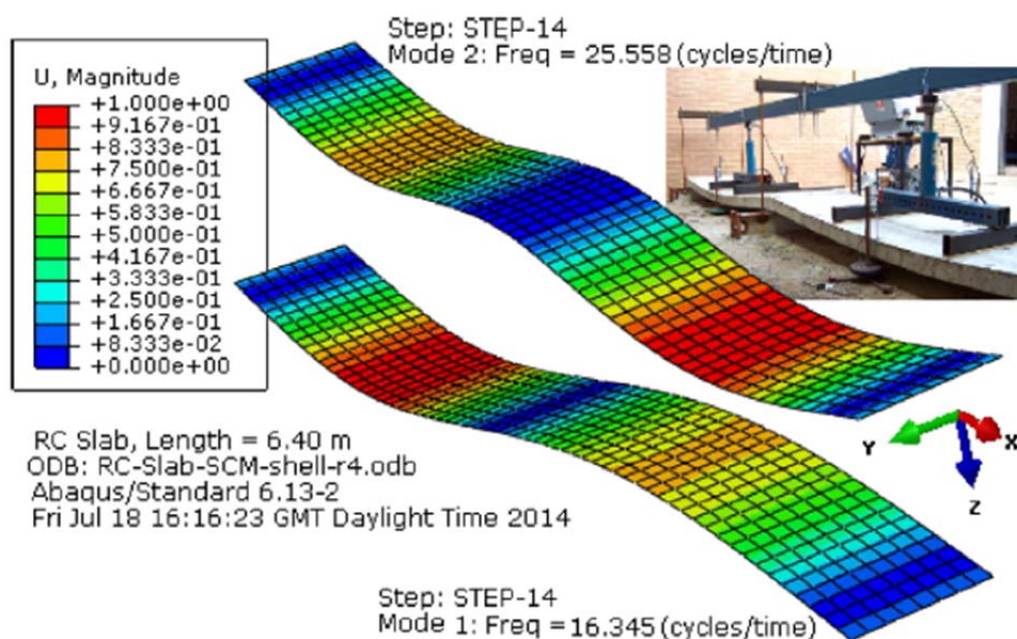 Step: STEP-14
Mode 2: Freq = 25.558 (cycles/time)
U, Magnitude
+1.000e+00
+9.167e-01
+8.333e-01
+7.500e-01
+6.667e-01
+5.833e-01
+5.000e-01
+4.167e-01
+3.333e-01
+2.500e-01
+1.667e-01
+8.333e-02
+0.000e+00
Y
X
Z
RC Slab, Length = 6.40 m
ODB: RC-Slab-SCM-shell-r4.odb
Abaqus/Standard 6.13-2
Fri Jul 18 16:16:23 GMT Daylight Time 2014
Step: STEP-14
Mode 1: Freq = 16.345 (cycles/time)